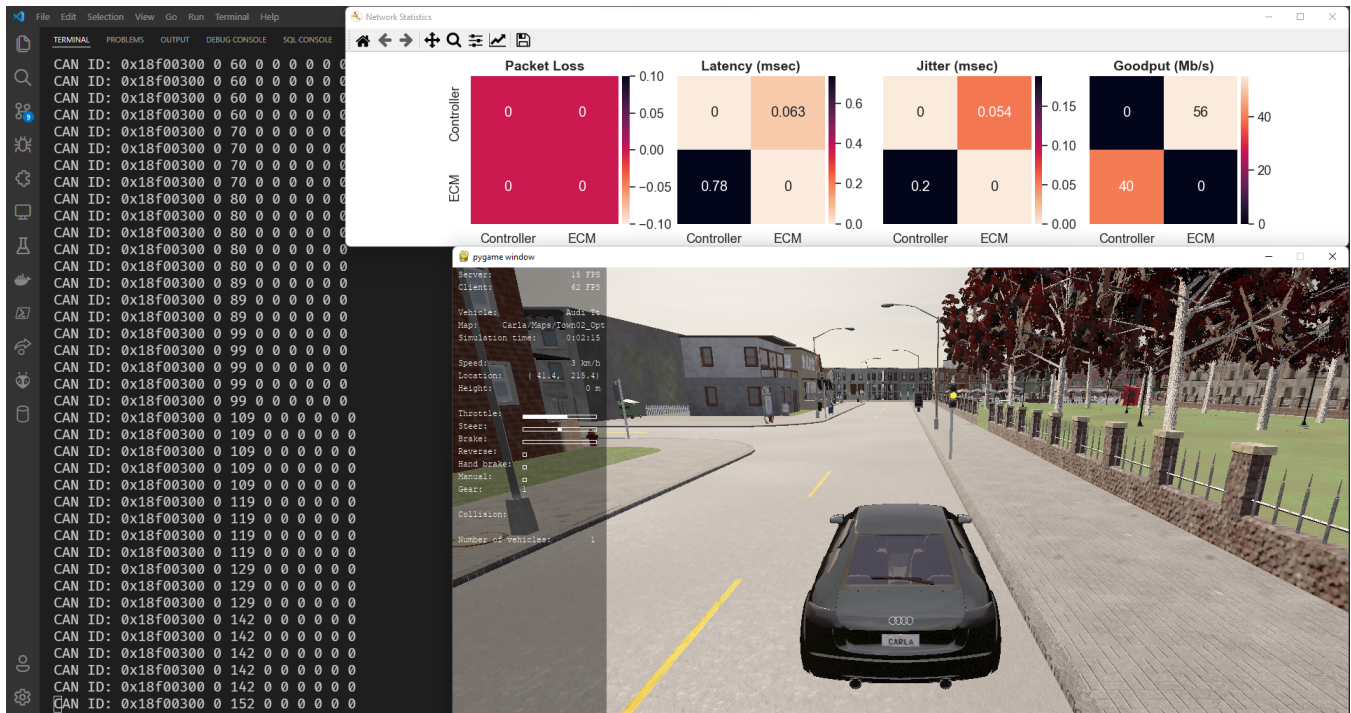 File Edit Selection View Go Run Terminal Help
TERMINAL PROBLEMS OUTPUT DEBUG CONSOLE SQL CONSOLE
9
CAN ID: 0x18f00300 0 60 0 0 0 0 0 0
CAN ID: 0x18f00300 0 60 0 0 0 0 0 0
CAN ID: 0x18f00300 0 60 0 0 0 0 0 0
CAN ID: 0x18f00300 0 60 0 0 0 0 0 0
CAN ID: 0x18f00300 0 70 0 0 0 0 0 0
CAN ID: 0x18f00300 0 70 0 0 0 0 0 0
CAN ID: 0x18f00300 0 70 0 0 0 0 0 0
CAN ID: 0x18f00300 0 70 0 0 0 0 0 0
CAN ID: 0x18f00300 0 80 0 0 0 0 0 0
CAN ID: 0x18f00300 0 80 0 0 0 0 0 0
CAN ID: 0x18f00300 0 80 0 0 0 0 0 0
CAN ID: 0x18f00300 0 80 0 0 0 0 0 0
CAN ID: 0x18f00300 0 80 0 0 0 0 0 0
CAN ID: 0x18f00300 0 89 0 0 0 0 0 0
CAN ID: 0x18f00300 0 89 0 0 0 0 0 0
CAN ID: 0x18f00300 0 89 0 0 0 0 0 0
CAN ID: 0x18f00300 0 99 0 0 0 0 0 0
CAN ID: 0x18f00300 0 99 0 0 0 0 0 0
CAN ID: 0x18f00300 0 99 0 0 0 0 0 0
CAN ID: 0x18f00300 0 99 0 0 0 0 0 0
CAN ID: 0x18f00300 0 99 0 0 0 0 0 0
CAN ID: 0x18f00300 0 109 0 0 0 0 0 0
CAN ID: 0x18f00300 0 109 0 0 0 0 0 0
CAN ID: 0x18f00300 0 109 0 0 0 0 0 0
CAN ID: 0x18f00300 0 109 0 0 0 0 0 0
CAN ID: 0x18f00300 0 109 0 0 0 0 0 0
CAN ID: 0x18f00300 0 119 0 0 0 0 0 0
CAN ID: 0x18f00300 0 119 0 0 0 0 0 0
CAN ID: 0x18f00300 0 119 0 0 0 0 0 0
CAN ID: 0x18f00300 0 119 0 0 0 0 0 0
CAN ID: 0x18f00300 0 129 0 0 0 0 0 0
CAN ID: 0x18f00300 0 129 0 0 0 0 0 0
CAN ID: 0x18f00300 0 129 0 0 0 0 0 0
CAN ID: 0x18f00300 0 142 0 0 0 0 0 0
CAN ID: 0x18f00300 0 142 0 0 0 0 0 0
CAN ID: 0x18f00300 0 142 0 0 0 0 0 0
CAN ID: 0x18f00300 0 142 0 0 0 0 0 0
CAN ID: 0x18f00300 0 142 0 0 0 0 0 0
CAN ID: 0x18f00300 0 152 0 0 0 0 0 0
Network Statistics
Packet Loss Latency (msec) Jitter (msec) Goodput (Mb/s)
Controller
ECM
0 0
0 0
0.10
0.05
0.00
−0.05
−0.10
Controller ECM
0 0.063
0.78 0
0.6
0.4
0.2
0.0
Controller ECM
0 0.054
0.2 0
0.15
0.10
0.05
0.00
Controller ECM
0 56
40 0
40
20
0
Controller ECM
pygame window
Server: 15 FPS
Client: 62 FPS
Vehicle: Audi Tt
Map: Carla/Maps/Town02_Opt
Simulation time: 0:02:15
Speed: 3 km/h
Location: ( 41.4, 215.4)
Height: 0 m
Throttle:
Steer:
Brake:
Reverse:
Hand brake:
Manual:
Gear: 1
Collision:
Number of vehicles: 1
CARLA